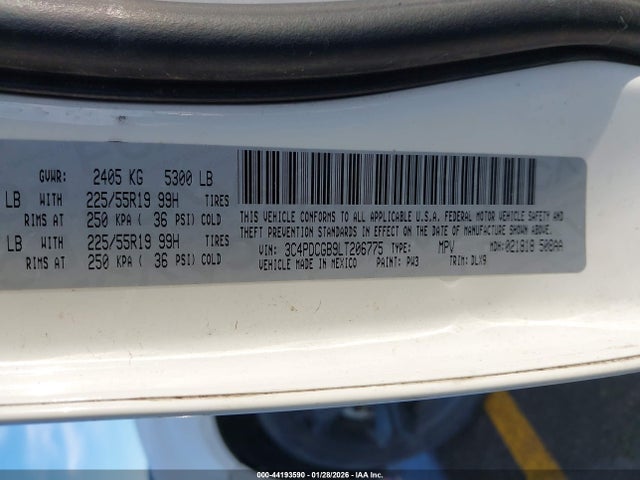 GVWR: 2405 KG 5300 LB
LB WITH 225/55R19 99H TIRES
RIMS AT 250 KPA ( 36 PSI) COLD
LB WITH 225/55R19 99H TIRES
RIMS AT 250 KPA ( 36 PSI) COLD
THIS VEHICLE CONFORMS TO ALL APPLICABLE U.S.A. FEDERAL MOTOR VEHICLE SAFETY AND
THEFT PREVENTION STANDARDS IN EFFECT ON THE DATE OF MANUFACTURE SHOWN ABOVE.
VIN: 3C4PDCGB9LT206775 TYPE: MPV MDH:021818 508AA
VEHICLE MADE IN MEXICO PAINT: PW3 TRIM: DLX9
000-44193590 - 01/28/2026 - IAA Inc.